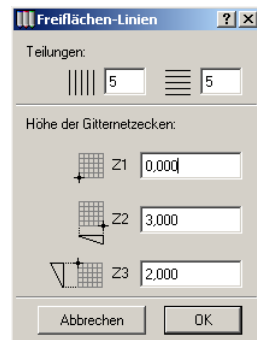 Freiflächen-Linien
Teilungen:
5 5
Höhe der Gitternetzecken:
Z1 0,000
Z2 3,000
Z3 2,000
Abbrechen OK